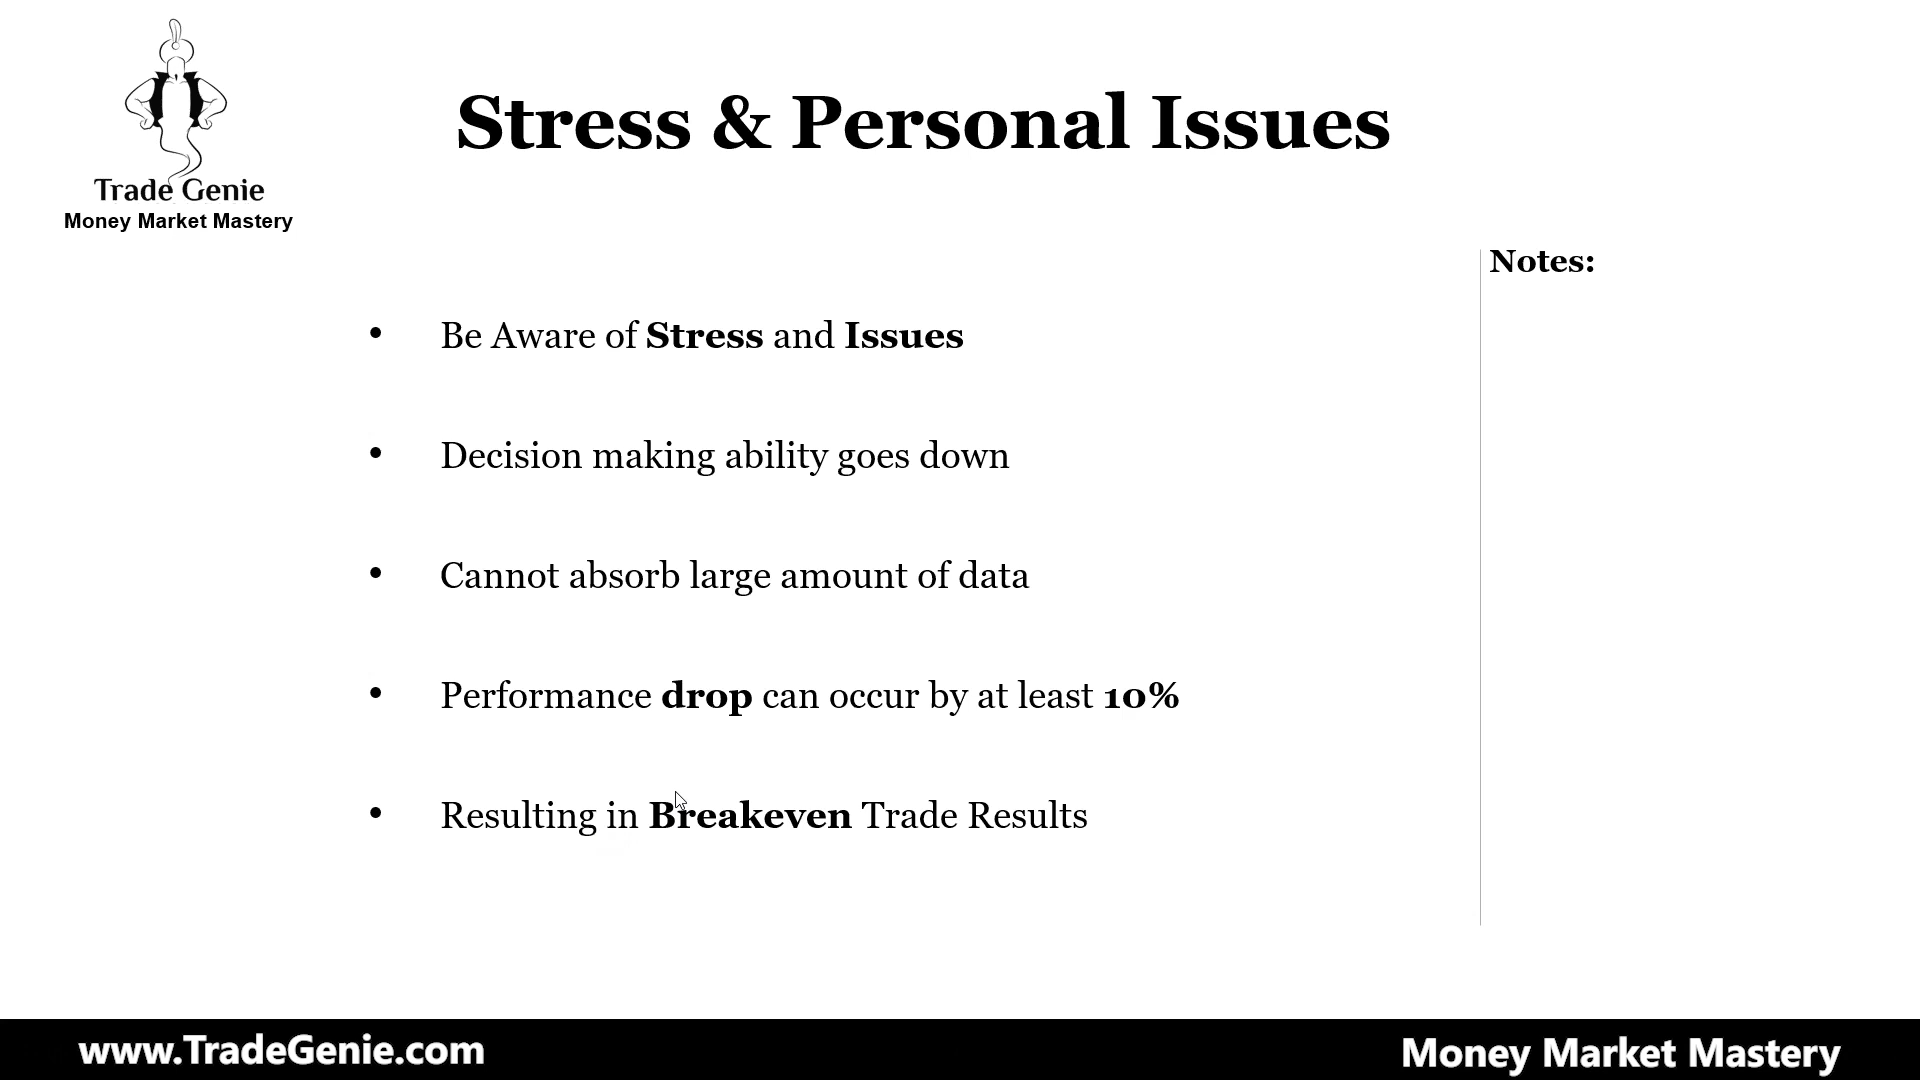 Trade Genie
Money Market Mastery
Stress & Personal Issues
Notes:
• Be Aware of Stress and Issues
• Decision making ability goes down
• Cannot absorb large amount of data
• Performance drop can occur by at least 10%
• Resulting in Breakeven Trade Results
www.TradeGenie.com
Money Market Mastery